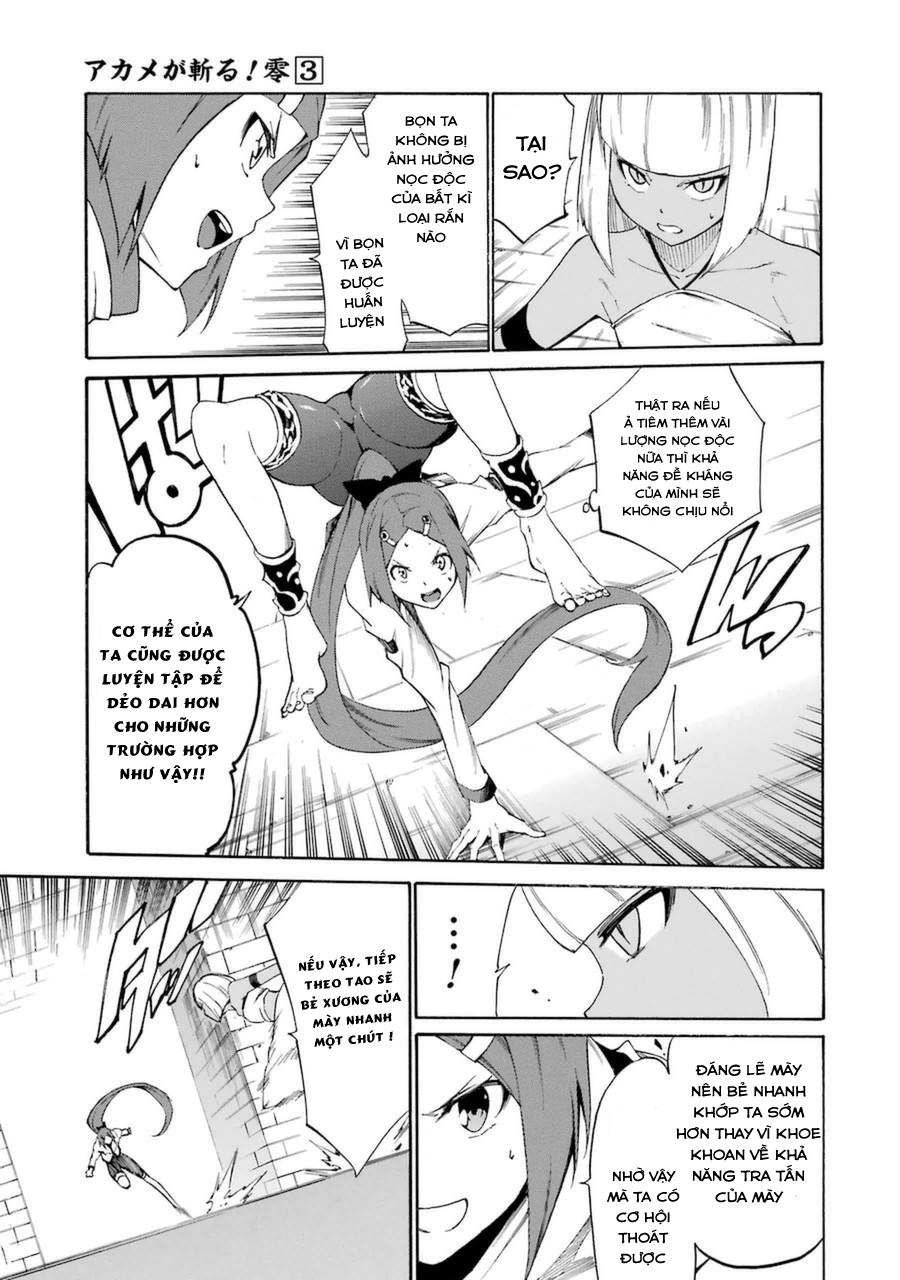 アカメが斬る!零3
TẠI
SAO?
BỌN TA
KHÔNG BỊ
ẢNH HƯỞNG
NỌC ĐỘC
CỦA BẤT KÌ
LOẠI RẮN
NÀO
VÌ BỌN
TA ĐÃ
ĐƯỢC
HUẤN
LUYỆN
THẬT RA NẾU
Ả TIÊM THÊM VÀI
LƯỢNG NỌC ĐỘC
NỮA THÌ KHẢ
NĂNG ĐỀ KHÁNG
CỦA MÌNH SẼ
KHÔNG CHỊU NỔI
CƠ THỂ CỦA
TA CŨNG ĐƯỢC
LUYỆN TẬP ĐỂ
DẺO DAI HƠN
CHO NHỮNG
TRƯỜNG HỢP
NHƯ VẬY!!
...!
NẾU VẬY, TIẾP
THEO TAO SẼ
BẺ XƯƠNG CỦA
MÀY NHANH
MỘT CHÚT !
ĐÁNG LẼ MÀY
NÊN BẺ NHANH
KHỚP TA SỚM
HƠN THAY VÌ KHOE
KHOAN VỀ KHẢ
NĂNG TRA TẤN
CỦA MÀY
NHỜ VẬY
MÀ TA CÓ
CƠ HỘI
THOÁT
ĐƯỢC